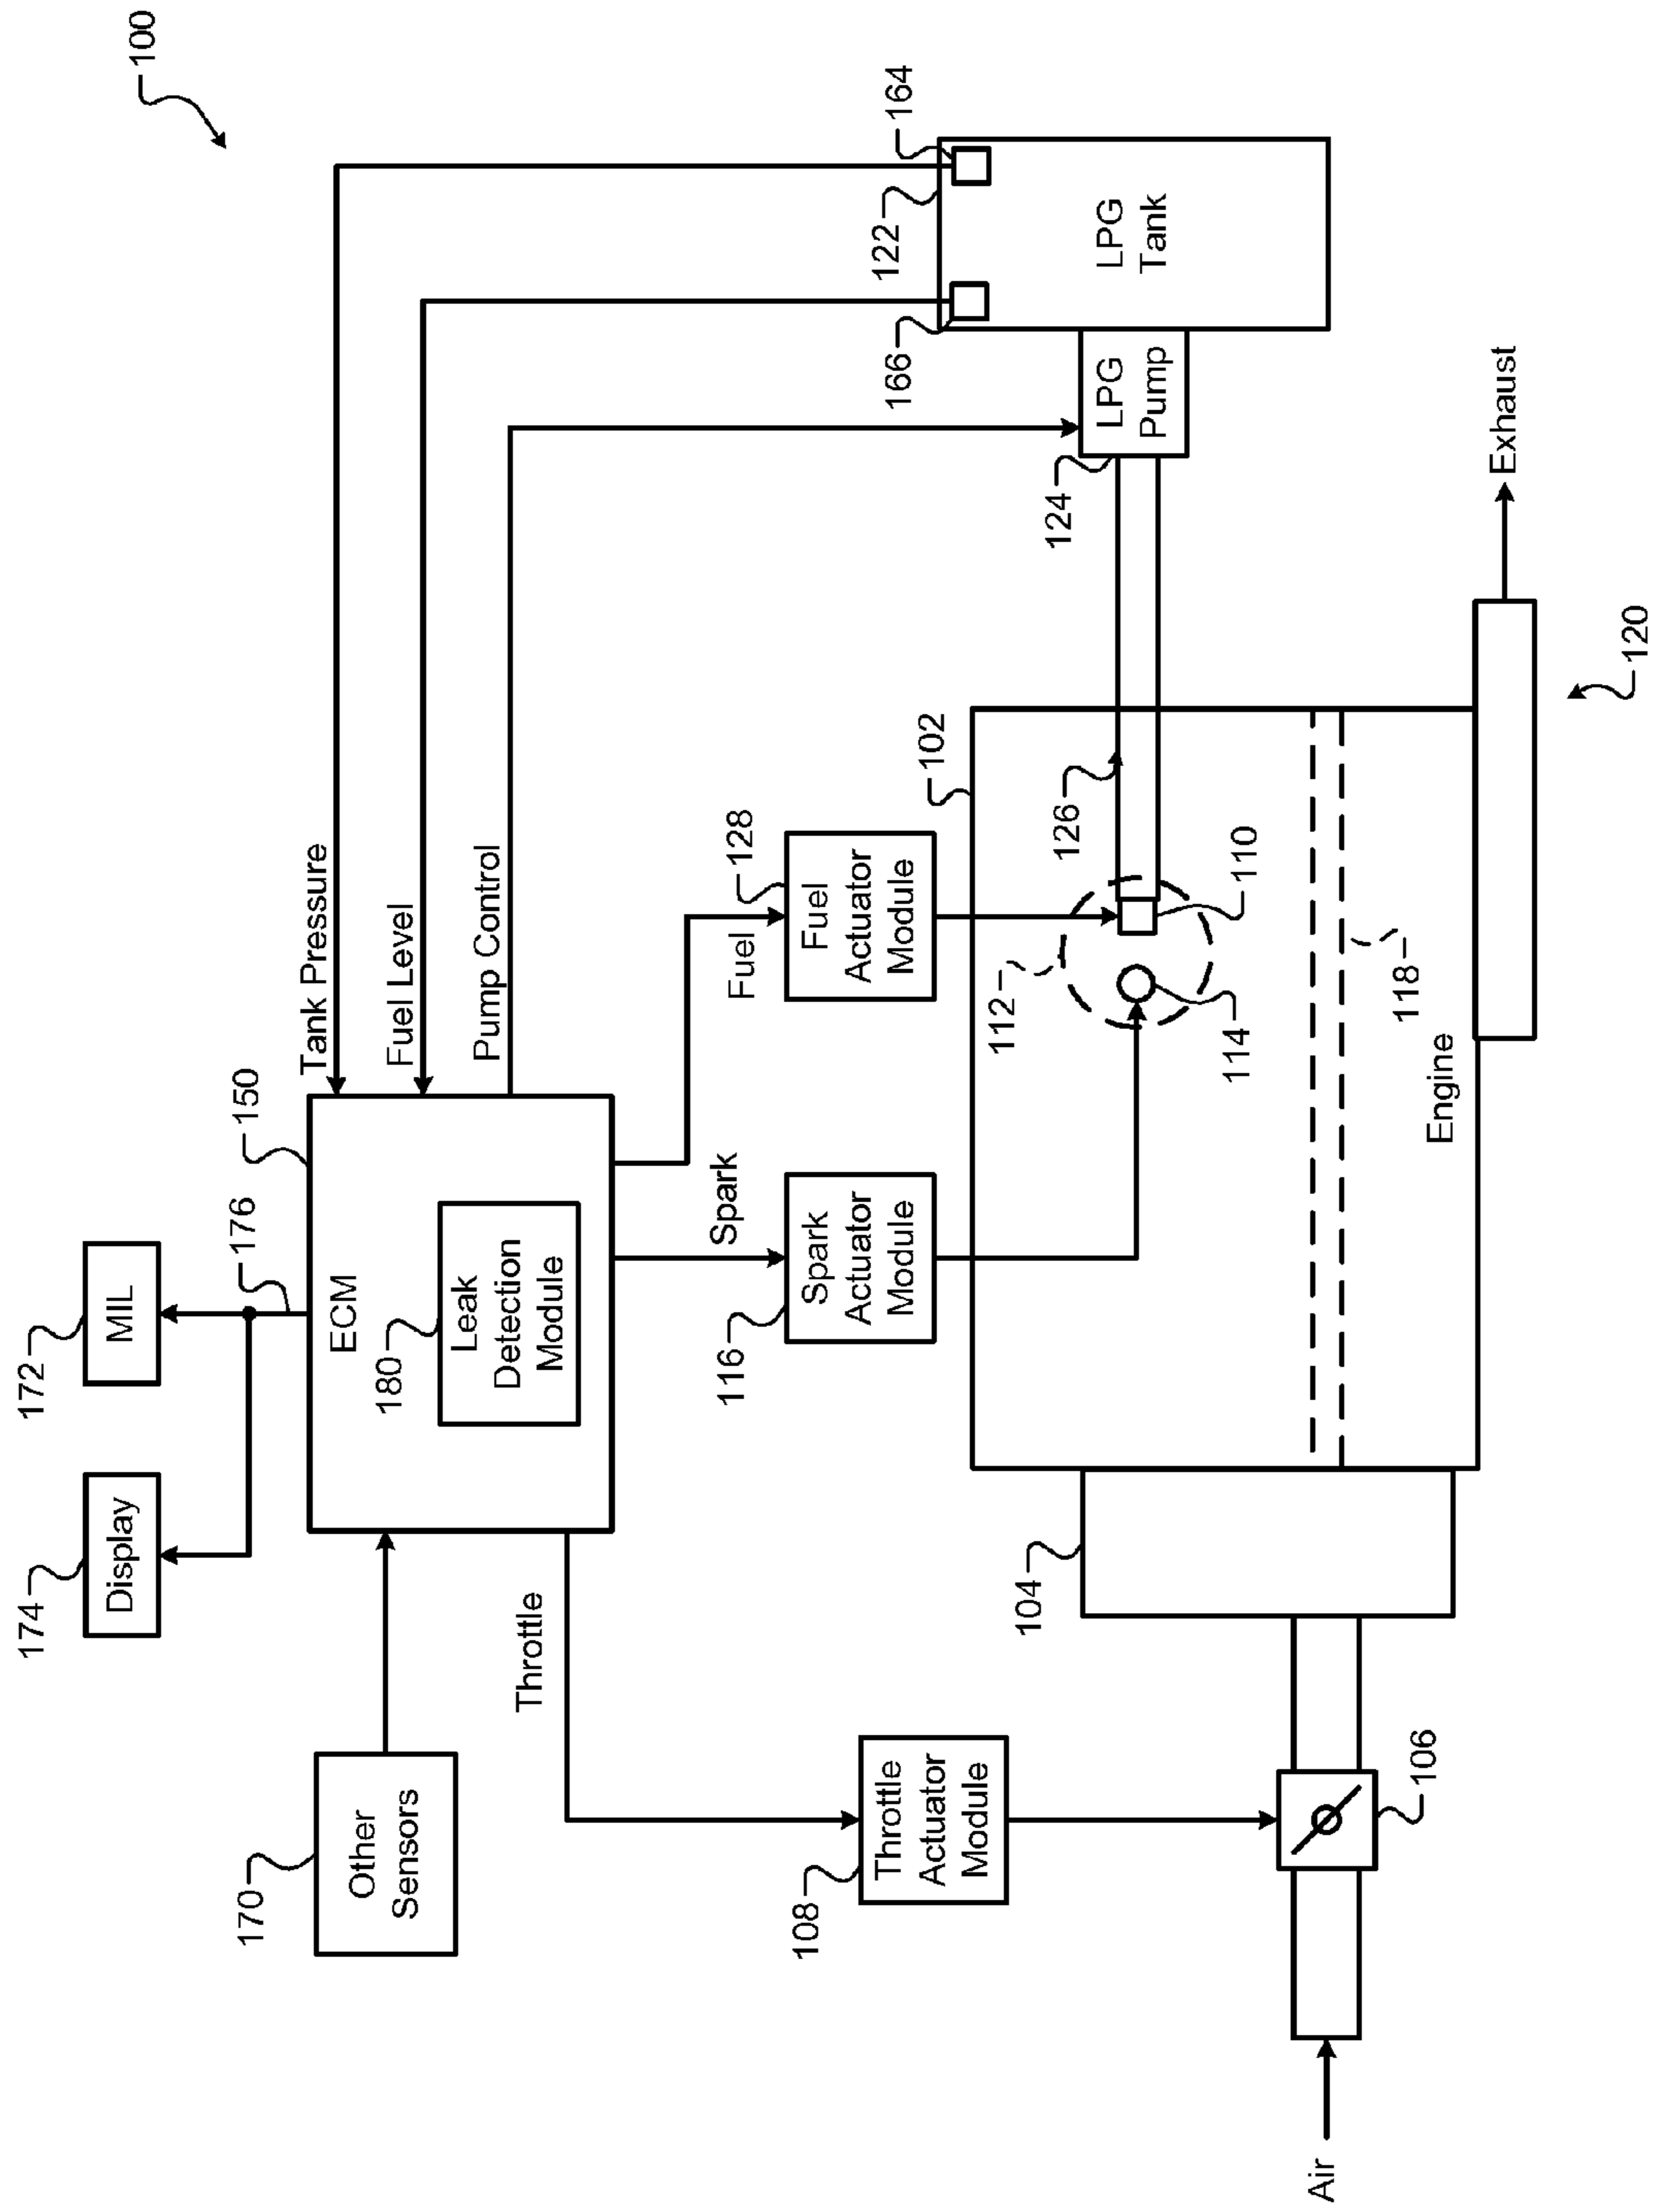 100
172
MIL
174
Display
176
150
ECM
180
Leak
Detection
Module
170
Other
Sensors
Tank Pressure
Fuel Level
Pump Control
Throttle
Spark
Fuel
128
Fuel
Actuator
Module
116
Spark
Actuator
Module
108
Throttle
Actuator
Module
164
122
166
LPG
Tank
LPG
Pump
124
126
102
112
110
114
118
Engine
104
106
Air
Exhaust
120